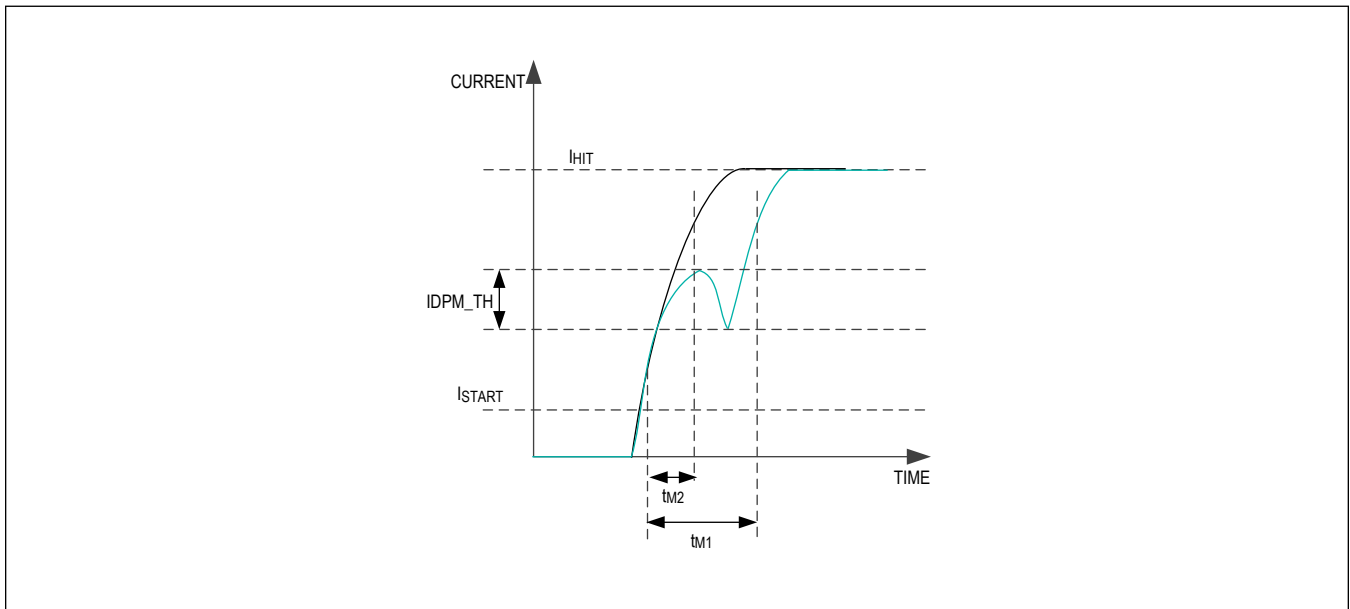 CURRENT
IHIT
IDPM_TH
ISTART
TIME
tM2
tM1